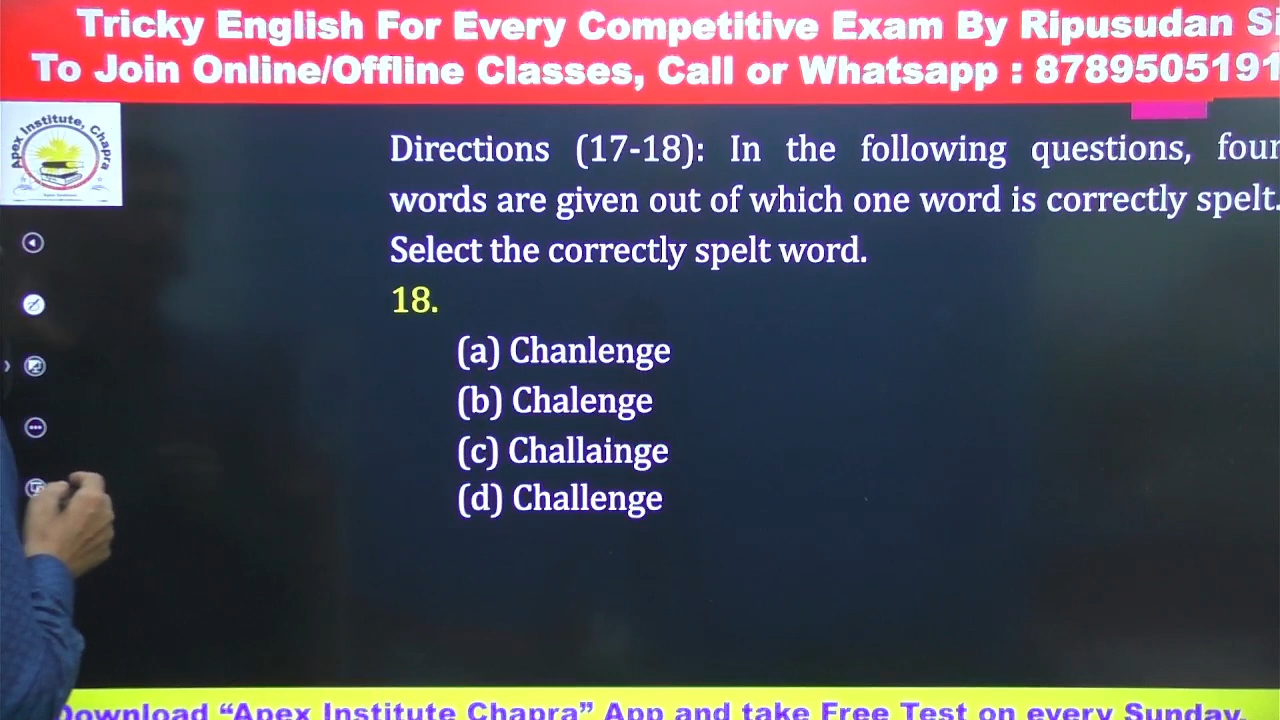 Tricky English For Every Competitive Exam By Ripusudan
To Join Online/Offline Classes, Call or Whatsapp : 8789505191
Apex Institute, Chapra
Directions (17-18): In the following questions, four
words are given out of which one word is correctly spelt.
Select the correctly spelt word.
18.
(a) Chanlenge
(b) Chalenge
(c) Challainge
(d) Challenge
Download “Apex Institute Chapra” App and take Free Test on every Sunday.